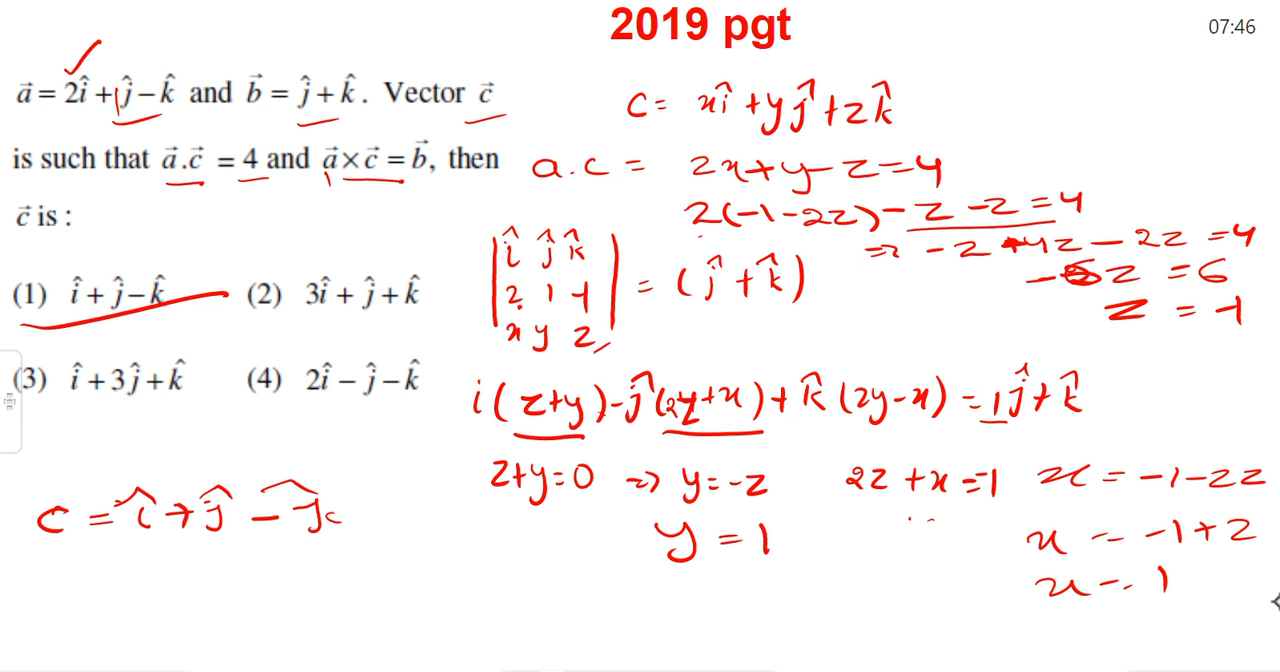 2019 pgt
07:46
a⃗ = 2î + ĵ − k̂ and b⃗ = ĵ + k̂. Vector c⃗
is such that a⃗.c⃗ = 4 and a⃗×c⃗ = b⃗, then
c⃗ is :
(1) î + ĵ − k̂ (2) 3î + ĵ + k̂
(3) î + 3ĵ + k̂ (4) 2î − ĵ − k̂
c = î + ĵ − k̂
c = xî + yĵ + zk̂
a.c = 2x+y−z=4
2(−1−2z)−z −z=4
⇒ −2 −4z −2z = 4
−6z = 6
z = −1
|î ĵ k̂|
|2 1 −1| = (ĵ + k̂)
|x y z|
i(z+y)−ĵ(2z+x)+k̂(2y−x) = 1ĵ+k̂
z+y=0 ⇒ y=−z 2z+x=1 x = −1−2z
y = 1 x = −1+2
x = 1